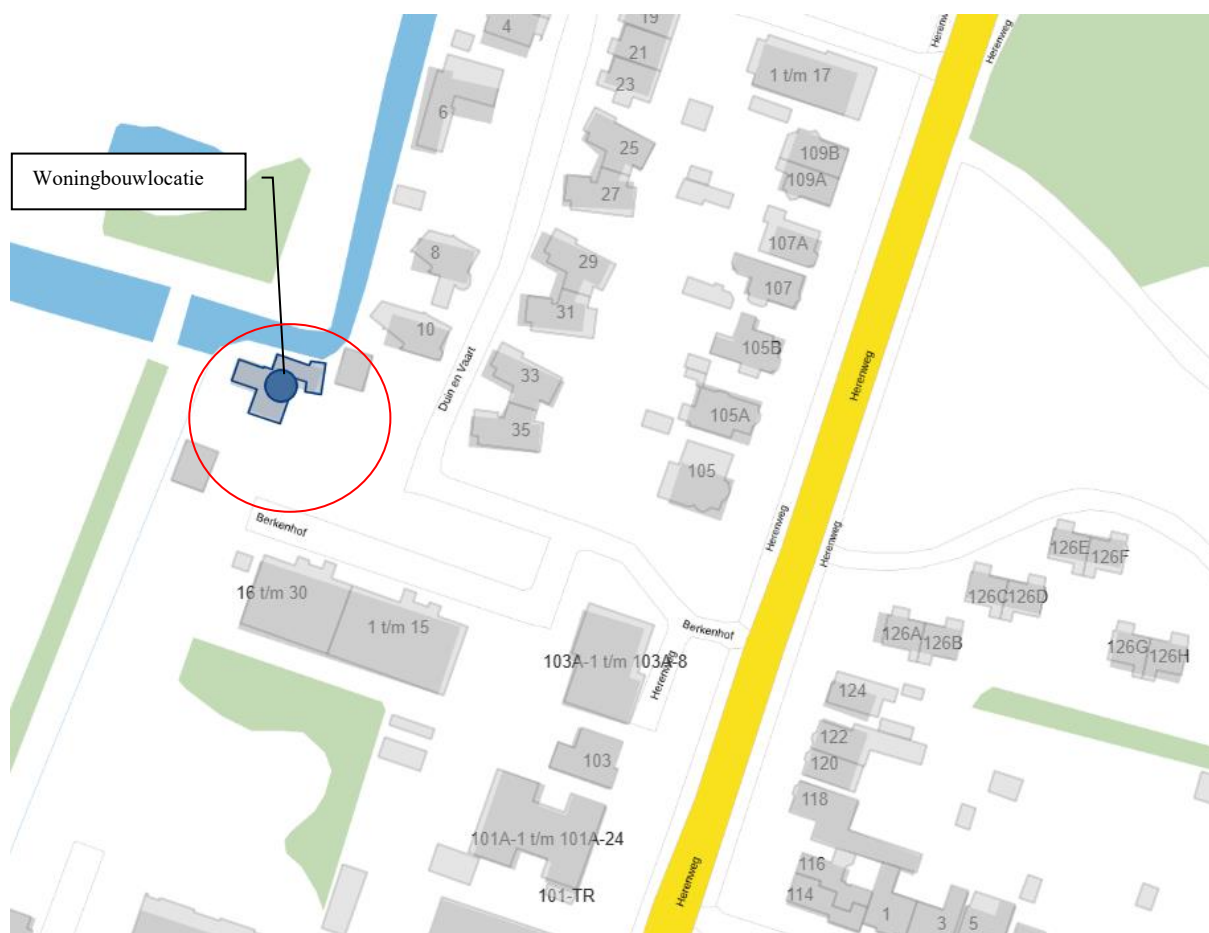 4
19
21
23
1 t/m 17
Herenweg
Herenweg
6
25
27
109B
109A
Woningbouwlocatie
8
29
31
107A
107
10
105B
Duin en Vaart
33
35
105A
Herenweg
105
Herenweg
Herenweg
Berkenhof
126E
126F
126C
126D
16 t/m 30
1 t/m 15
Berkenhof
126A
126B
126G
126H
103A-1 t/m 103A-8
Herenweg
124
122
120
103
118
101A-1 t/m 101A-24
116
114
101-TR
Herenweg
1
3
5